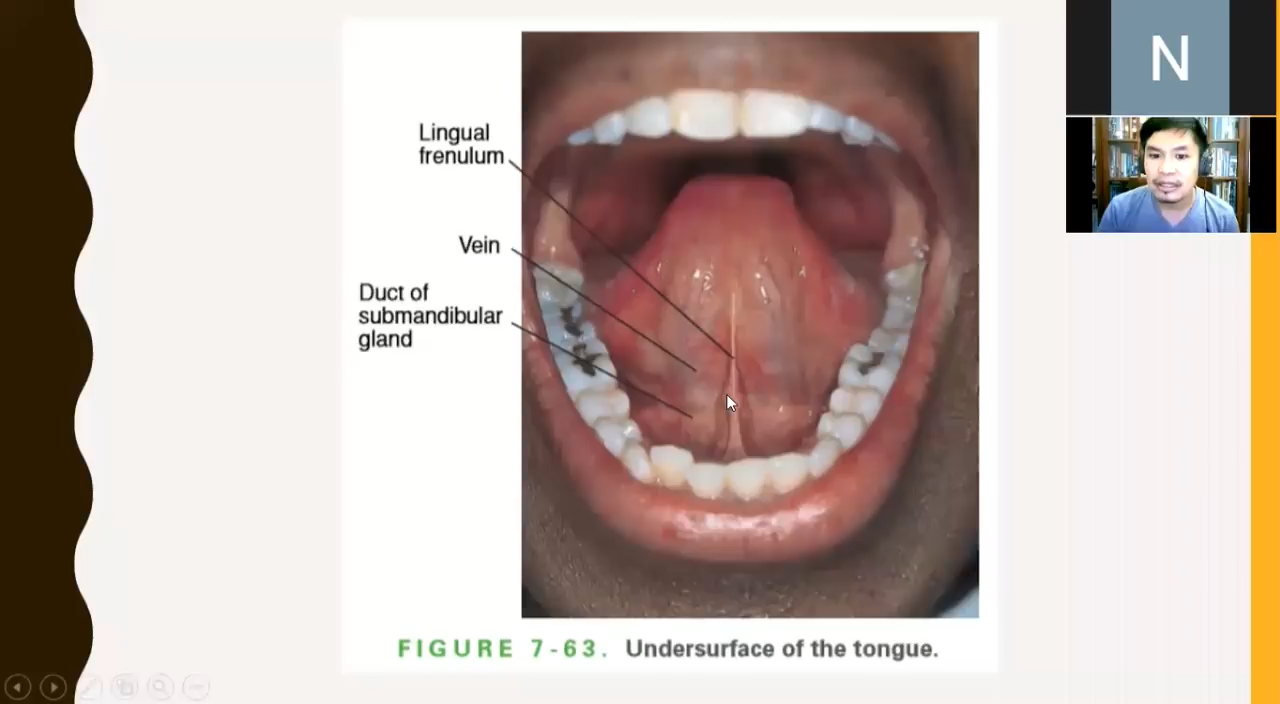 N
Lingual
frenulum
Vein
Duct of
submandibular
gland
FIGURE 7-63. Undersurface of the tongue.